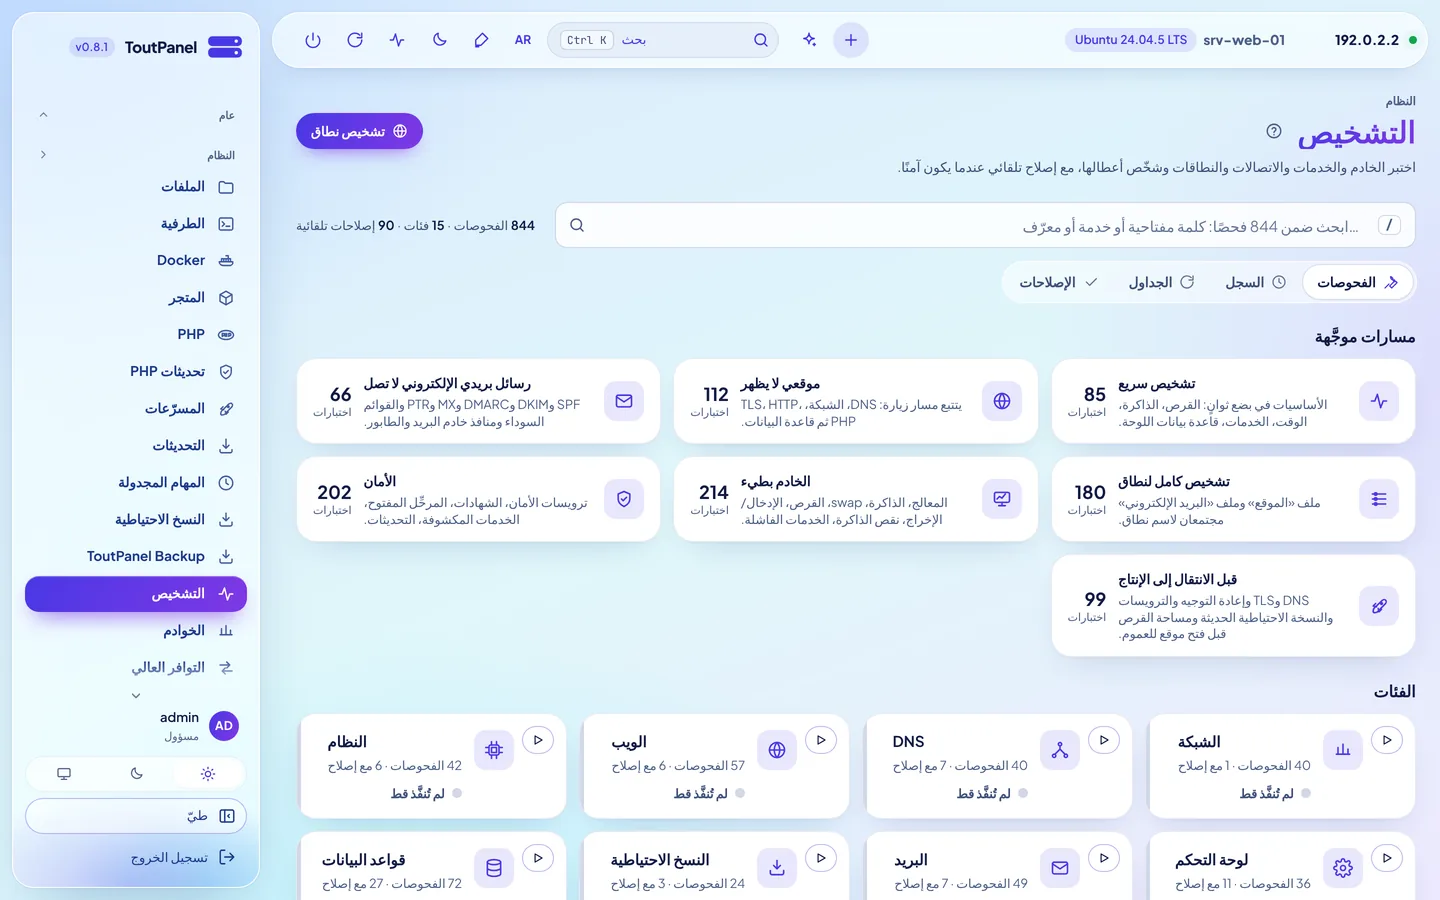 ToutPanel
v0.8.1
عام
النظام
الملفات
الطرفية
Docker
المتجر
PHP
تحديثات PHP
المسرّعات
التحديثات
المهام المجدولة
النسخ الاحتياطية
ToutPanel Backup
التشخيص
الخوادم
التوافر العالي
AD
admin
مسؤول
طيّ
تسجيل الخروج
192.0.2.2
srv-web-01
Ubuntu 24.04.5 LTS
بحث
Ctrl K
AR
النظام
التشخيص
اختبر الخادم والخدمات والاتصالات والنطاقات وشخّص أعطالها، مع إصلاح تلقائي عندما يكون آمنًا.
تشخيص نطاق
/
ابحث ضمن 844 فحصًا: كلمة مفتاحية أو خدمة أو معرّف...
844 الفحوصات · 15 فئات · 90 إصلاحات تلقائية
الفحوصات
السجل
الجداول
الإصلاحات
مسارات موجَّهة
تشخيص سريع
الأساسيات في بضع ثوانٍ: القرص، الذاكرة،
الوقت، الخدمات، قاعدة بيانات اللوحة.
85
اختبارات
موقعي لا يظهر
يتتبع مسار زيارة: DNS، الشبكة، TLS، HTTP،
PHP ثم قاعدة البيانات.
112
اختبارات
رسائل بريدي الإلكتروني لا تصل
SPF وDKIM وDMARC وMX وPTR والقوائم
السوداء ومنافذ خادم البريد والطابور.
66
اختبارات
تشخيص كامل لنطاق
ملف «الموقع» وملف «البريد الإلكتروني»
مجتمعان لاسم نطاق.
180
اختبارات
الخادم بطيء
المعالج، الذاكرة، swap، القرص، الإدخال/
الإخراج، نقص الذاكرة، الخدمات الفاشلة.
214
اختبارات
الأمان
ترويسات الأمان، الشهادات، المرحِّل المفتوح،
الخدمات المكشوفة، التحديثات.
202
اختبارات
قبل الانتقال إلى الإنتاج
DNS وTLS وإعادة التوجيه والترويسات
والنسخة الاحتياطية الحديثة ومساحة القرص
قبل فتح موقع للعموم.
99
اختبارات
الفئات
الشبكة
40 الفحوصات · 1 مع إصلاح
لم تُنفَّذ قط
DNS
40 الفحوصات · 7 مع إصلاح
لم تُنفَّذ قط
الويب
57 الفحوصات · 6 مع إصلاح
لم تُنفَّذ قط
النظام
42 الفحوصات · 6 مع إصلاح
لم تُنفَّذ قط
لوحة التحكم
36 الفحوصات · 11 مع إصلاح
البريد
49 الفحوصات · 7 مع إصلاح
النسخ الاحتياطية
24 الفحوصات · 3 مع إصلاح
قواعد البيانات
72 الفحوصات · 27 مع إصلاح